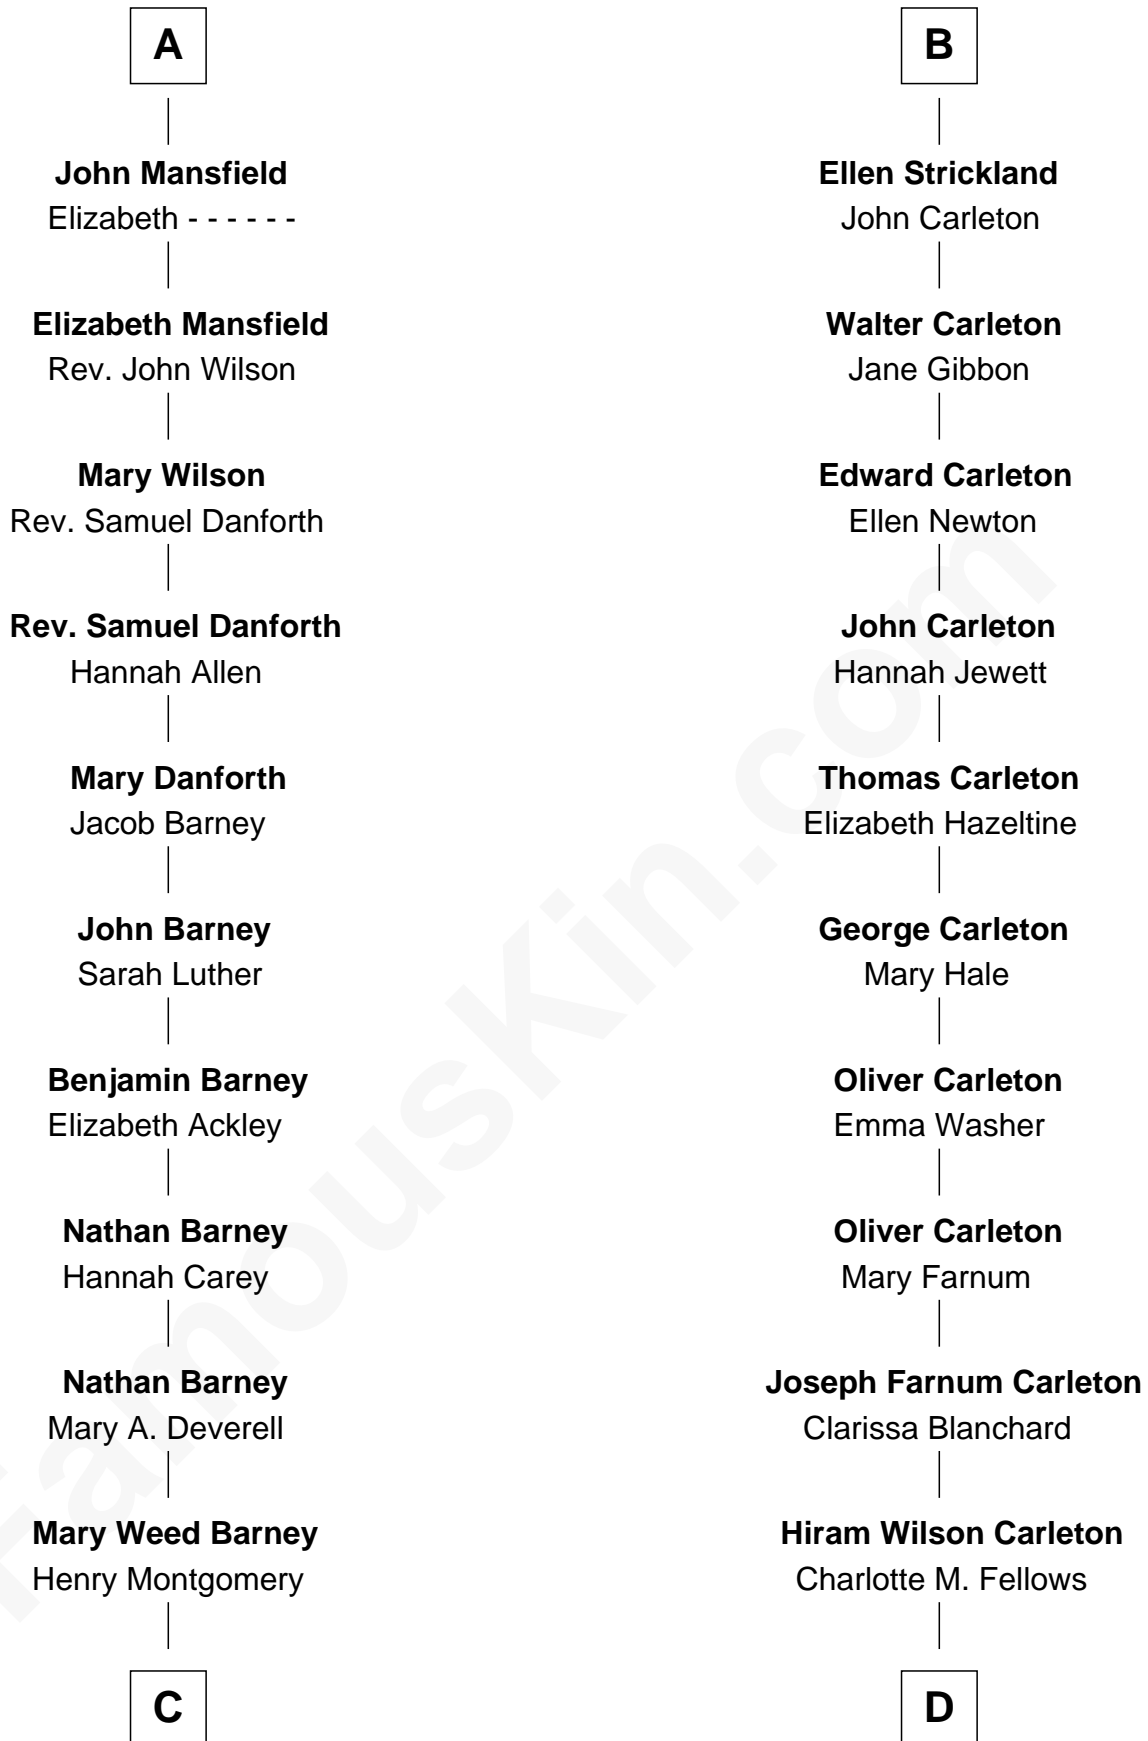 A
John Mansfield
Elizabeth - - - - - -
Elizabeth Mansfield
Rev. John Wilson
Mary Wilson
Rev. Samuel Danforth
Rev. Samuel Danforth
Hannah Allen
Mary Danforth
Jacob Barney
John Barney
Sarah Luther
Benjamin Barney
Elizabeth Ackley
Nathan Barney
Hannah Carey
Nathan Barney
Mary A. Deverell
Mary Weed Barney
Henry Montgomery
C
B
Ellen Strickland
John Carleton
Walter Carleton
Jane Gibbon
Edward Carleton
Ellen Newton
John Carleton
Hannah Jewett
Thomas Carleton
Elizabeth Hazeltine
George Carleton
Mary Hale
Oliver Carleton
Emma Washer
Oliver Carleton
Mary Farnum
Joseph Farnum Carleton
Clarissa Blanchard
Hiram Wilson Carleton
Charlotte M. Fellows
D
FamousKin.com